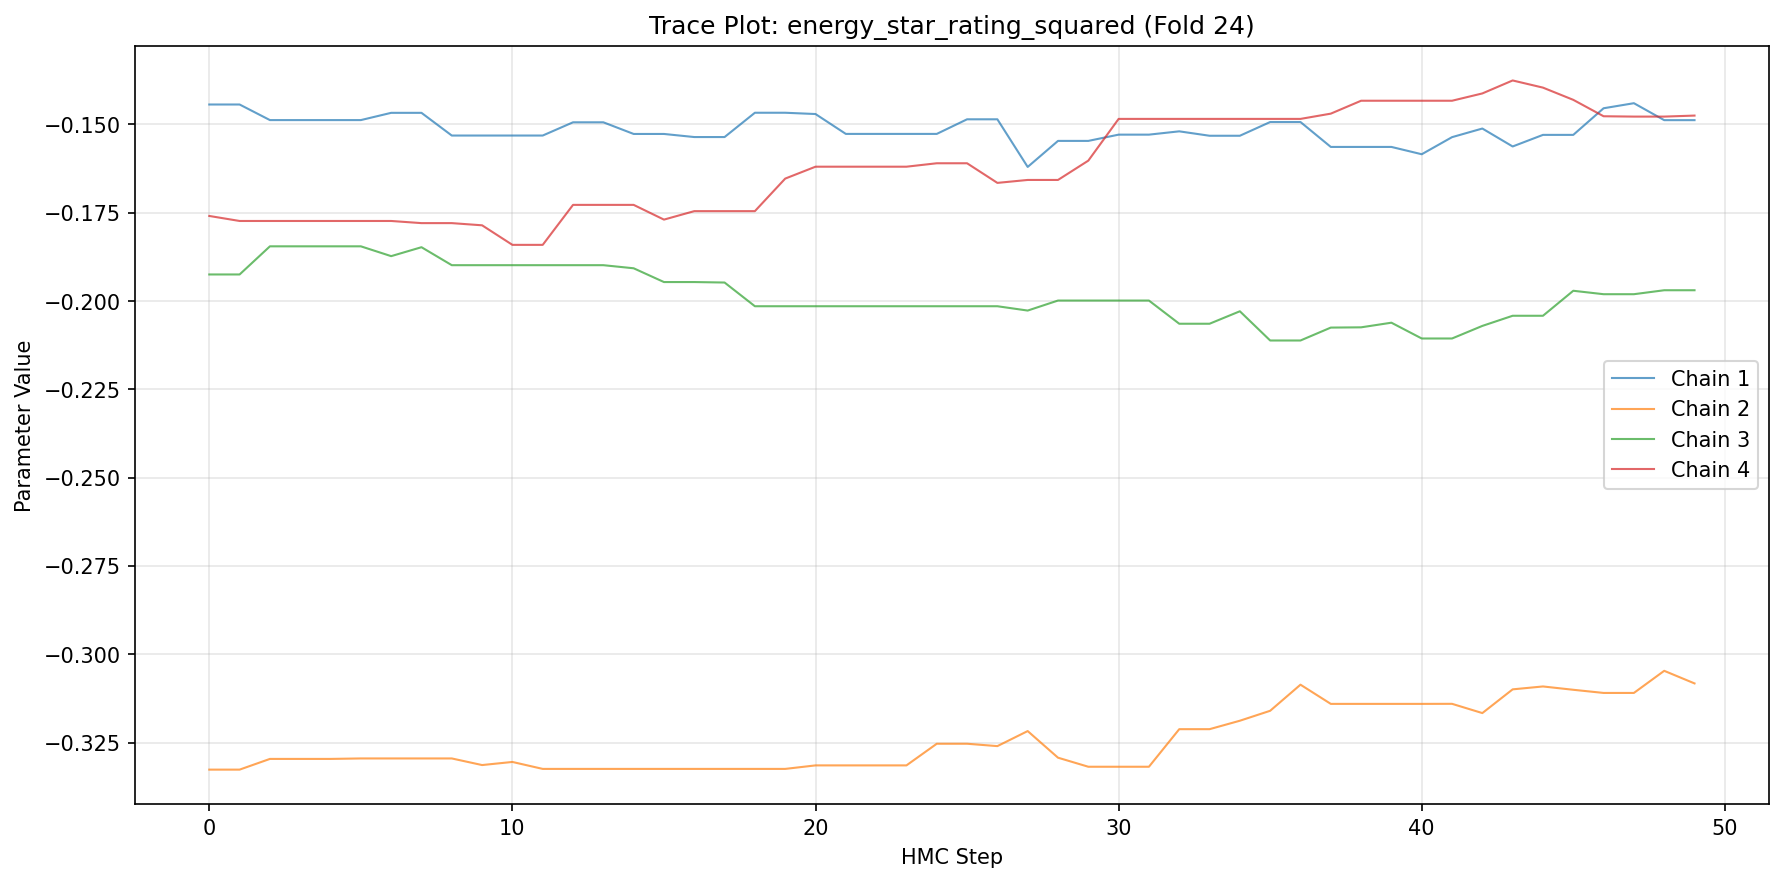 Trace Plot: energy_star_rating_squared (Fold 24)
Parameter Value
−0.150
−0.175
−0.200
−0.225
−0.250
−0.275
−0.300
−0.325
Chain 1
Chain 2
Chain 3
Chain 4
0 10 20 30 40 50
HMC Step